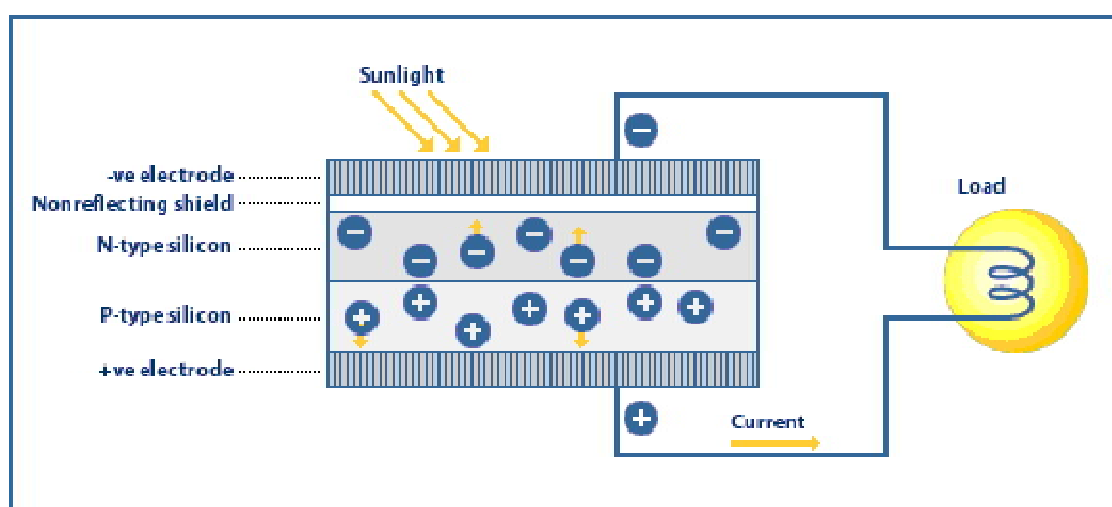 Sunlight
-ve electrode
Nonreflecting shield
N-type silicon
P-type silicon
+ve electrode
Load
Current